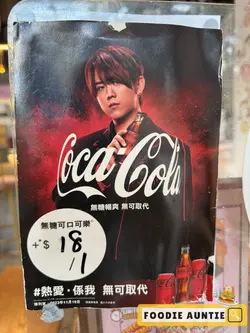 Coca-Cola
無糖暢爽 無可取代
無糖可口可樂
+$ 18
/1
#熱愛·係我 無可取代
FOODIE AUNTIE